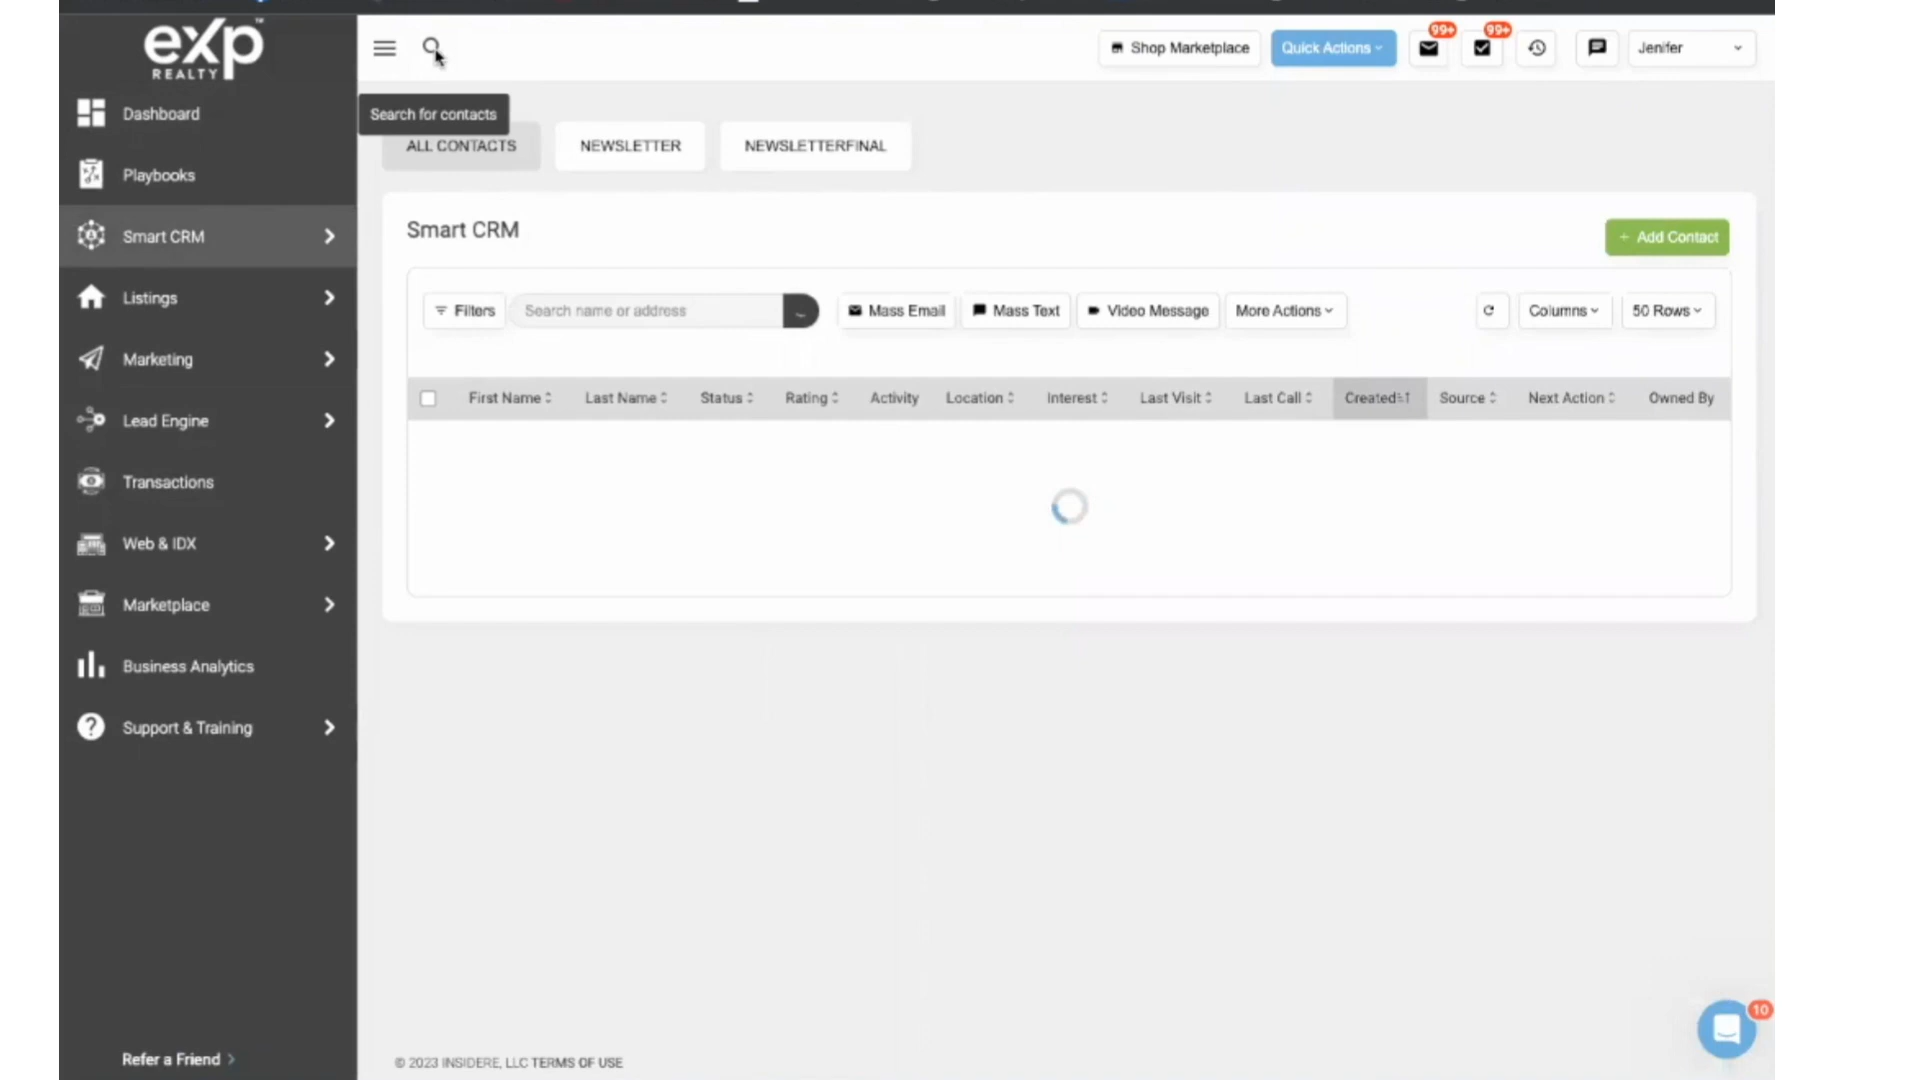 eXp
REALTY
Dashboard
Playbooks
Smart CRM
Listings
Marketing
Lead Engine
Transactions
Web & IDX
Marketplace
Business Analytics
Support & Training
Refer a Friend
Shop Marketplace
Quick Actions
99+
99+
Jenifer
Search for contacts
ALL CONTACTS
NEWSLETTER
NEWSLETTERFINAL
Smart CRM
+ Add Contact
Filters
Search name or address
Mass Email
Mass Text
Video Message
More Actions
Columns
50 Rows
First Name Last Name Status Rating Activity Location Interest Last Visit Last Call Created Source Next Action Owned By
10
© 2023 INSIDERE, LLC TERMS OF USE